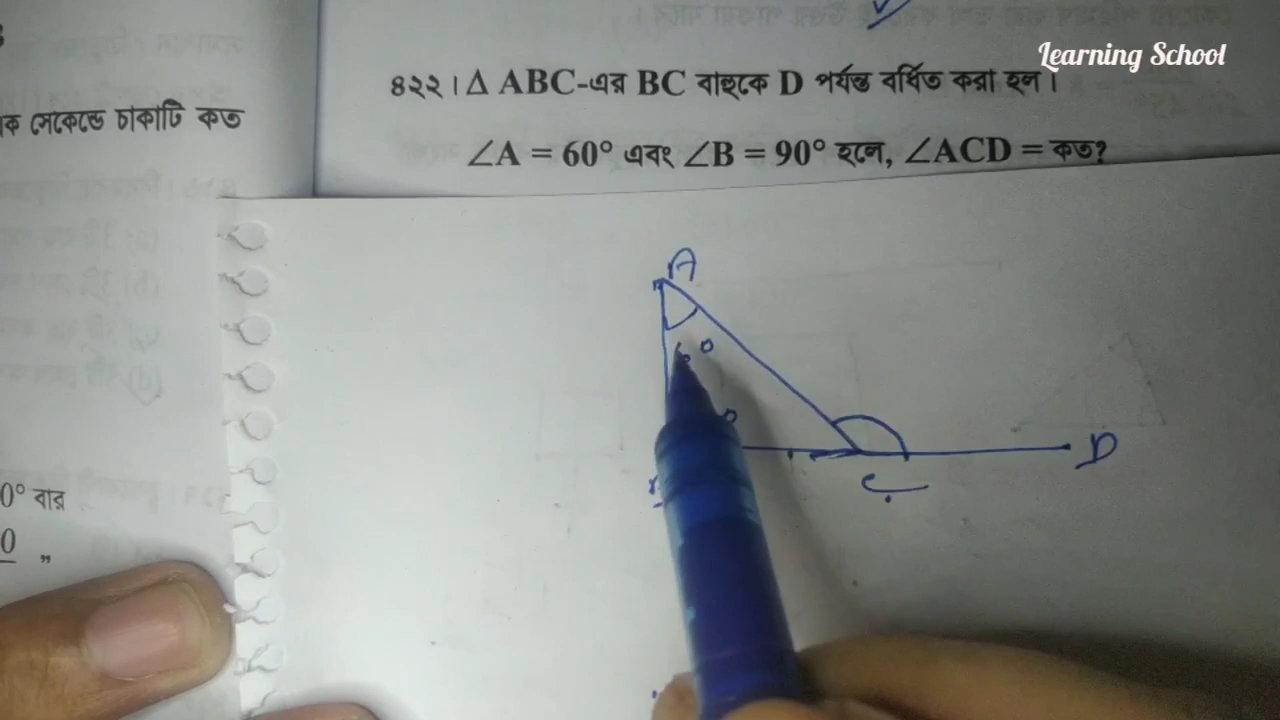 Learning School
৪২২। Δ ABC-এর BC বাহুকে D পর্যন্ত বর্ধিত করা হল।
∠A = 60° এবং ∠B = 90° হলে, ∠ACD = কত?
সেকেন্ডে চাকাটি কত
0° বার
0 „
A
D
C